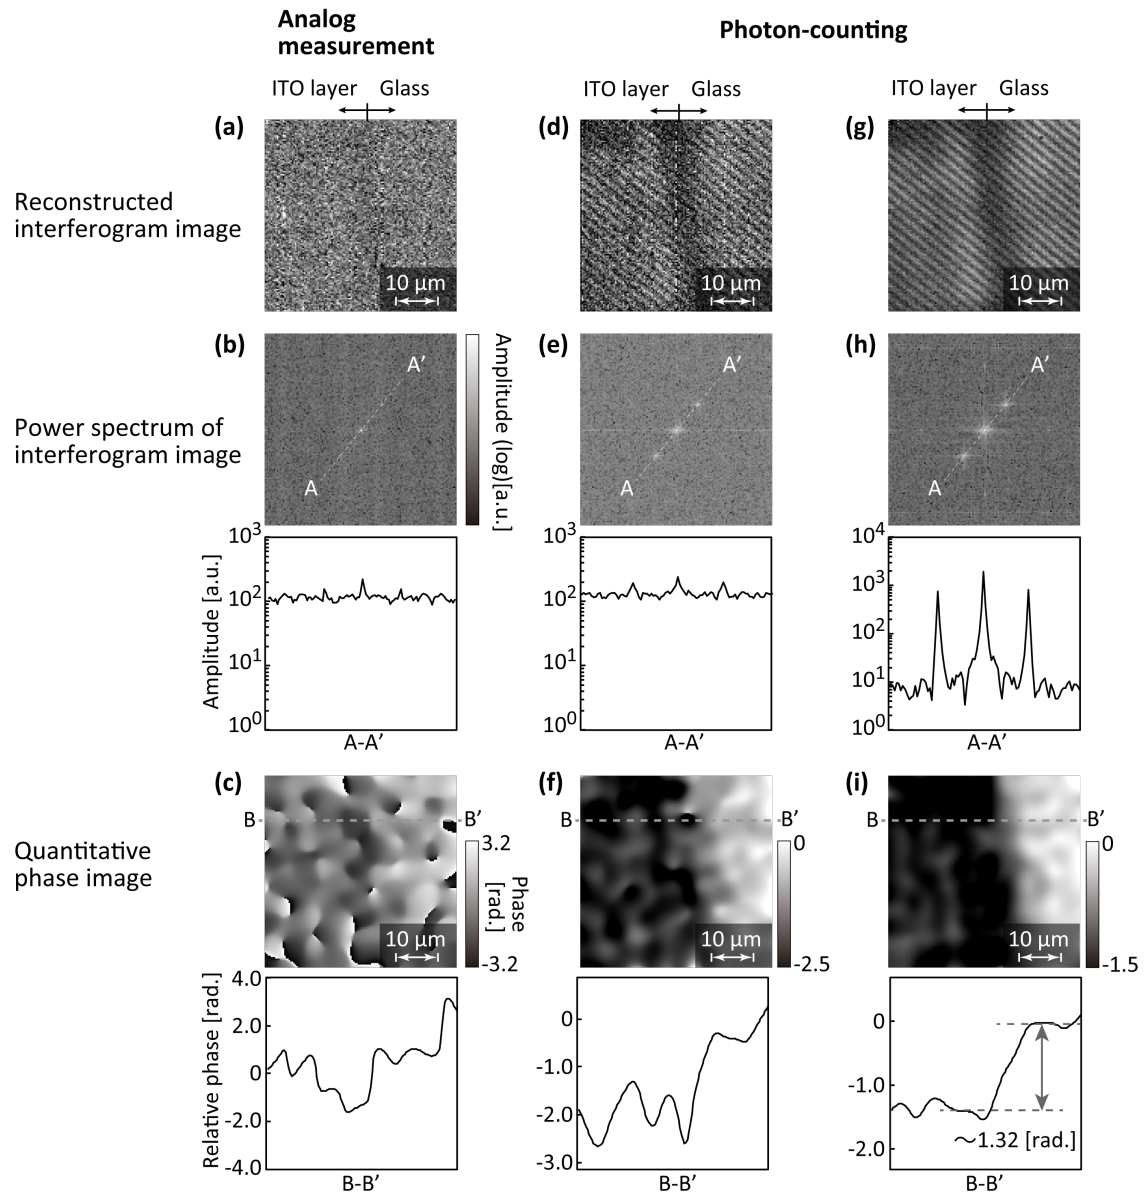 Analog
measurement
Photon-counting
ITO layer Glass
ITO layer Glass
ITO layer Glass
(a)
(d)
(g)
Reconstructed
interferogram image
10 μm
10 μm
10 μm
(b)
(e)
(h)
Power spectrum of
interferogram image
A A’
A A’
A A’
Amplitude (log)[a.u.]
Amplitude [a.u.]
10³
10²
10¹
10⁰
A-A’
10³
10²
10¹
10⁰
A-A’
10⁴
10³
10²
10¹
10⁰
A-A’
(c)
(f)
(i)
Quantitative
phase image
B B’
B B’
B B’
3.2
Phase
[rad.]
-3.2
0
-2.5
0
-1.5
10 μm
10 μm
10 μm
Relative phase [rad.]
4.0
2.0
0
-2.0
-4.0
B-B’
0
-1.0
-2.0
-3.0
B-B’
0
-1.0
-2.0
~1.32 [rad.]
B-B’